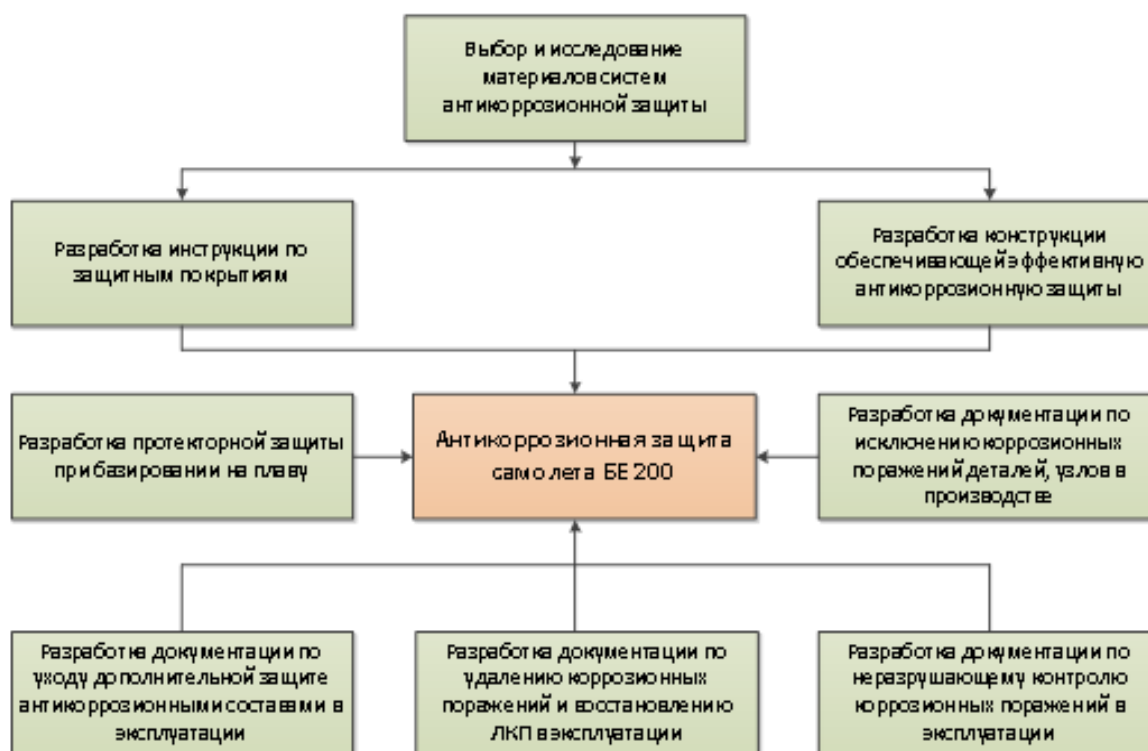 Выбор и исследование
материалов систем
антикоррозионной защиты
Разработка инструкции по
защитным покрытиям
Разработка конструкции
обеспечивающей эффективную
антикоррозионную защиты
Разработка протекторной защиты
при базировании на плаву
Антикоррозионная защита
самолета БЕ 200
Разработка документации по
исключению коррозионных
поражений деталей, узлов в
производстве
Разработка документации по
уходу дополнительной защите
антикоррозионными составами в
эксплуатации
Разработка документации по
удалению коррозионных
поражений и восстановлению
ЛКП в эксплуатации
Разработка документации по
неразрушающему контролю
коррозионных поражений в
эксплуатации